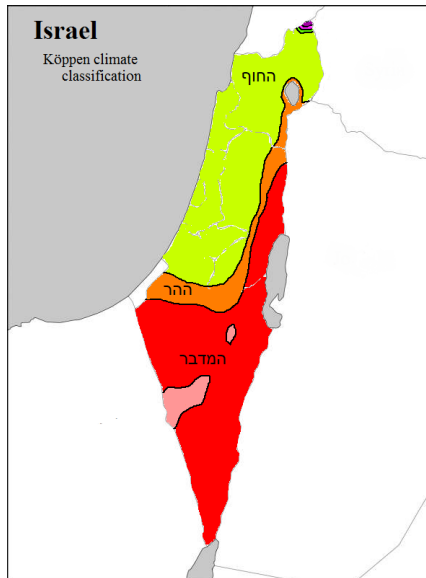 Israel
Köppen climate
classification
החוף
ההר
המדבר